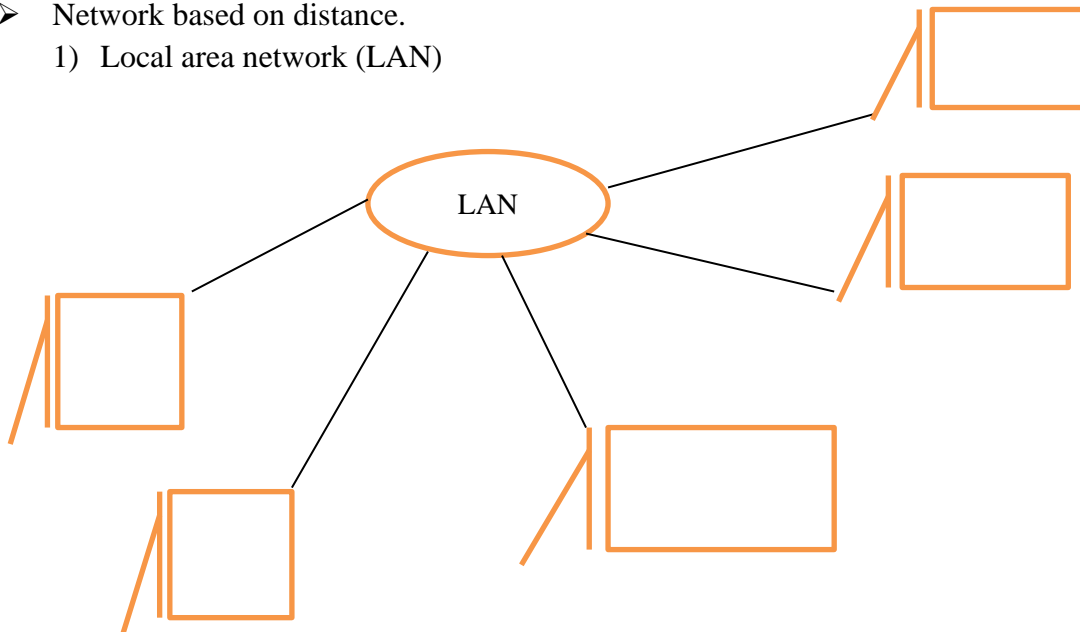 ➢ Network based on distance.
1) Local area network (LAN)
LAN